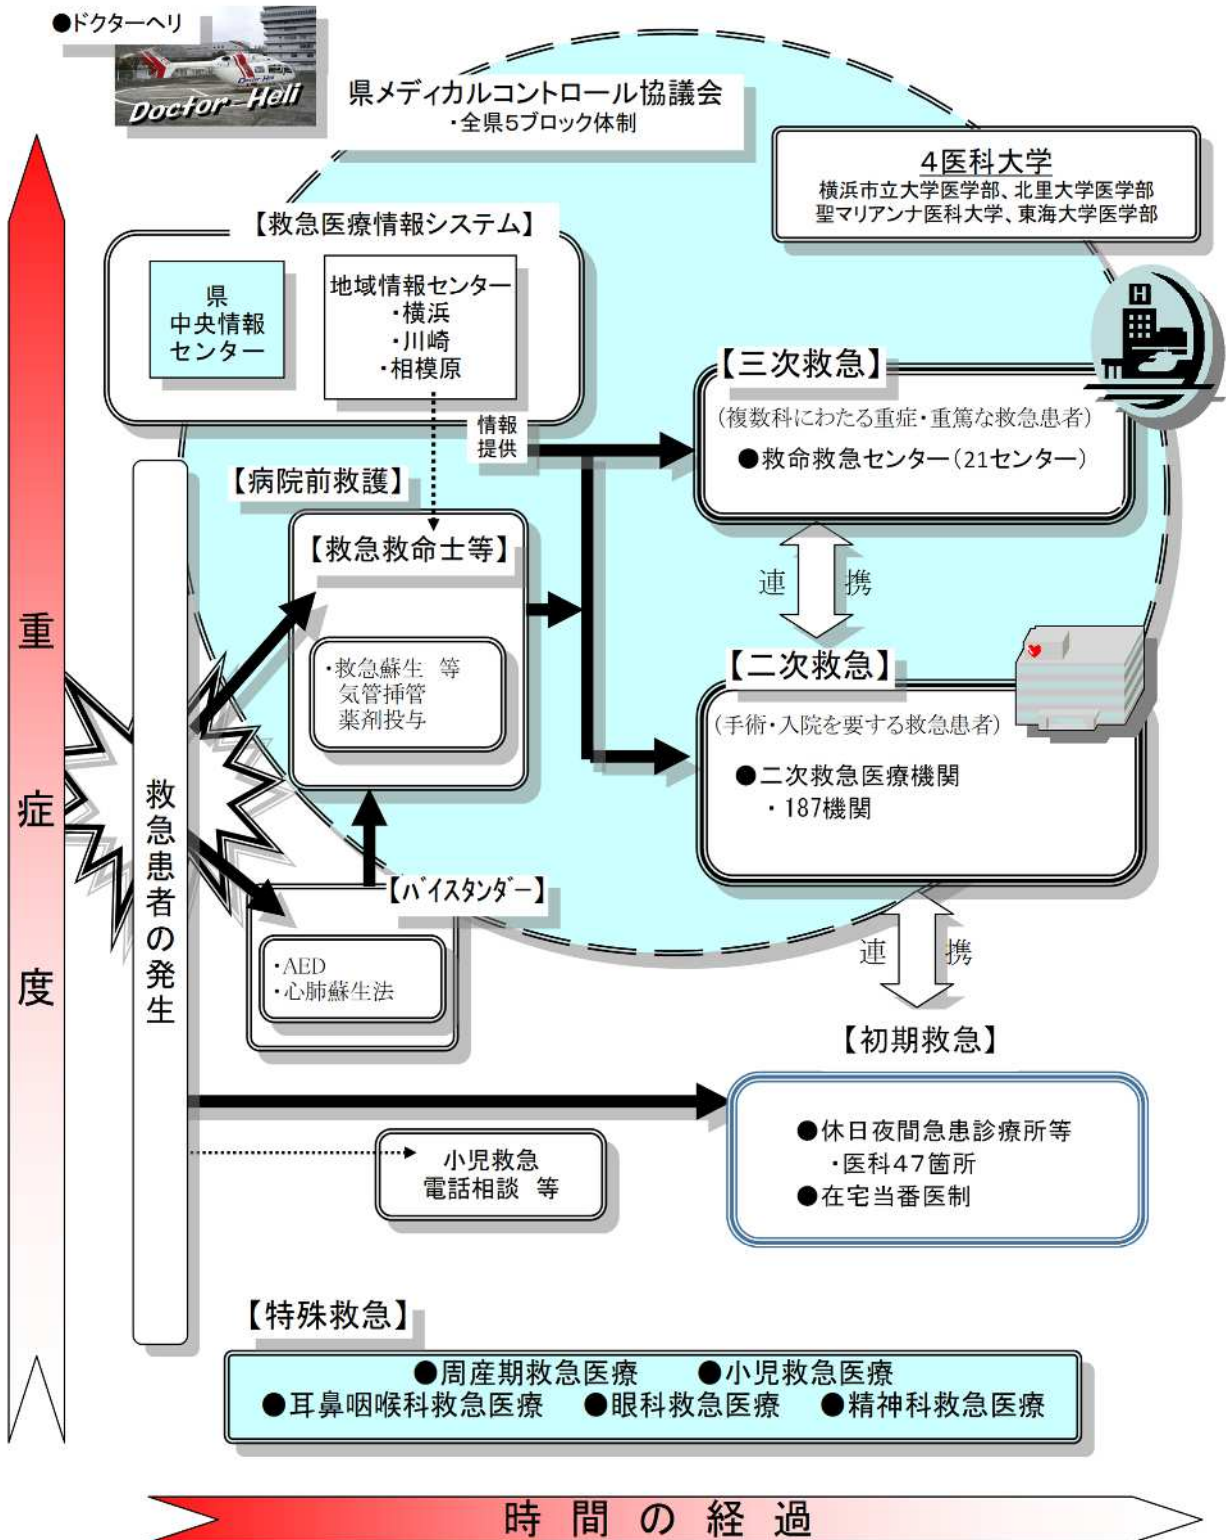 ●ドクターヘリ
Doctor-Heli
県メディカルコントロール協議会
・全県5ブロック体制
4医科大学
横浜市立大学医学部、北里大学医学部
聖マリアンナ医科大学、東海大学医学部
【救急医療情報システム】
県
中央情報
センター
地域情報センター
・横浜
・川崎
・相模原
情報
提供
【三次救急】
(複数科にわたる重症・重篤な救急患者)
●救命救急センター(21センター)
【病院前救護】
【救急救命士等】
・救急蘇生 等
気管挿管
薬剤投与
連 携
【二次救急】
(手術・入院を要する救急患者)
●二次救急医療機関
・187機関
重症度
救急患者の発生
【バイスタンダー】
・AED
・心肺蘇生法
連 携
【初期救急】
●休日夜間急患診療所等
・医科47箇所
●在宅当番医制
小児救急
電話相談 等
【特殊救急】
●周産期救急医療 ●小児救急医療
●耳鼻咽喉科救急医療 ●眼科救急医療 ●精神科救急医療
時間の経過
H